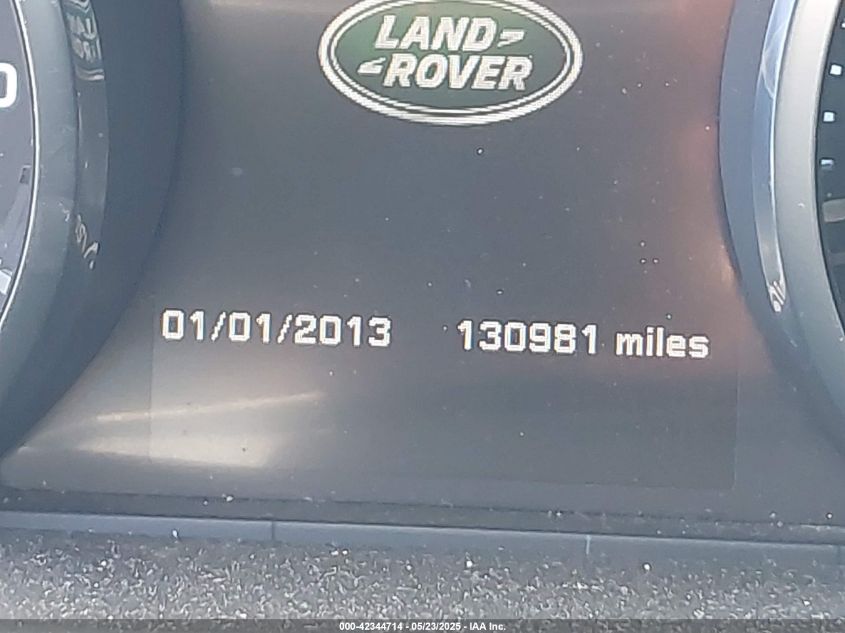 LAND
ROVER
01/01/2013 130981 miles
000-42344714 - 05/23/2025 - IAA Inc.